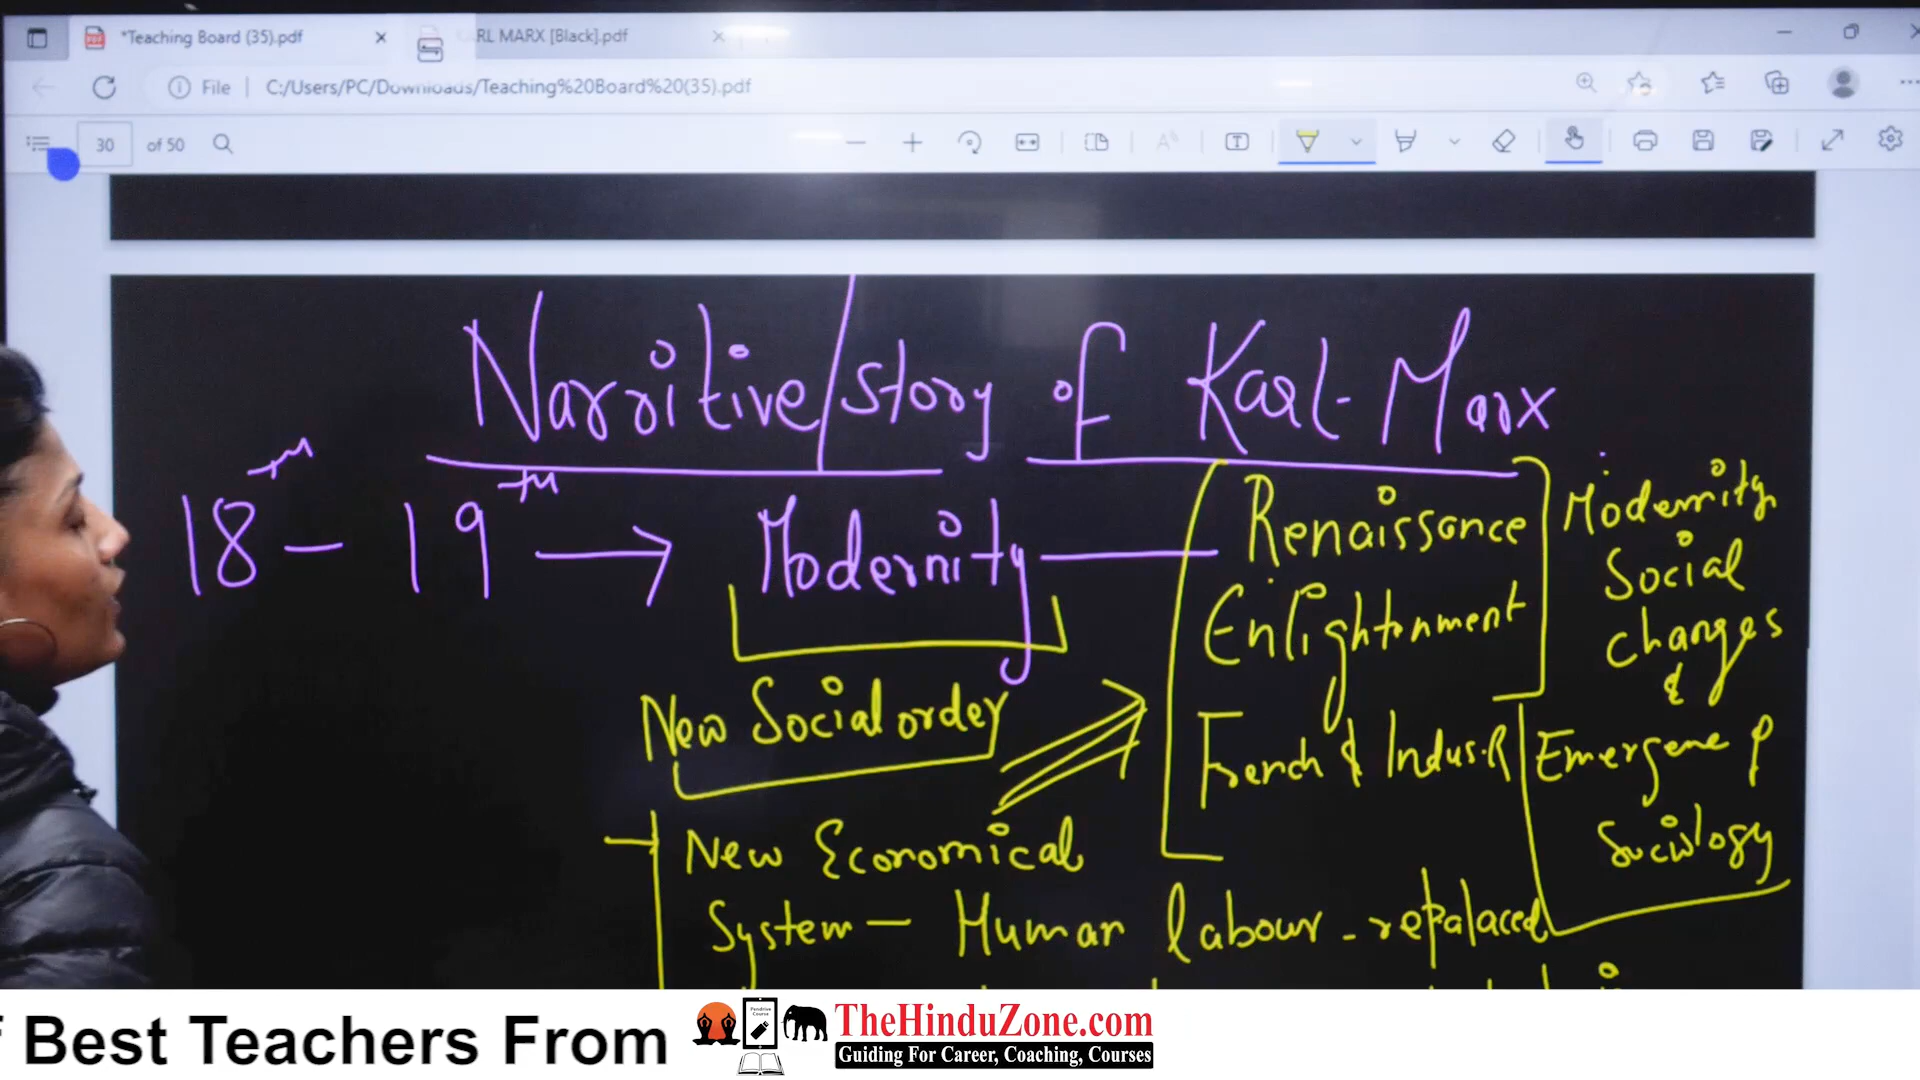 *Teaching Board (35).pdf
RL MARX [Black].pdf
File C:/Users/PC/Downloads/Teaching%20Board%20(35).pdf
30 of 50
Narritive/story of Karl-Marx
18th - 19th → Modernity — Renaissance
Enlightenment
French & Indus.R
Modernity
Social
changes
&
Emergene of
Sociology
New Social order
New Economical
System — Human labour - repalaced
Best Teachers From
TheHinduZone.com
Guiding For Career, Coaching, Courses